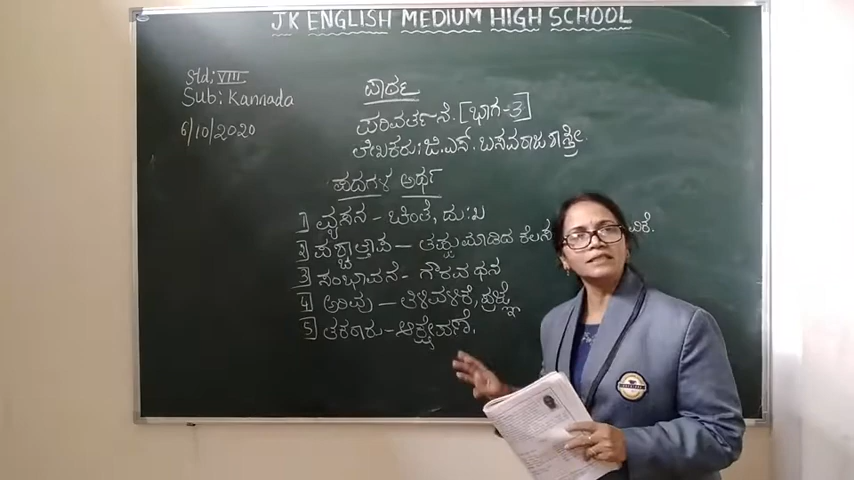 JK ENGLISH MEDIUM HIGH SCHOOL
Std: VIII
Sub: Kannada
6/10/2020
ಪಾಠ
ಪರಿವರ್ತನೆ. [ಭಾಗ-3]
ಲೇಖಕರು: ಜಿ.ಎಸ್. ಬಸವರಾಜ ಶಾಸ್ತ್ರೀ.
ಪದಗಳ ಅರ್ಥ
1 ವ್ಯಸನ - ಚಿಂತೆ, ದುಃಖ
2 ಪಶ್ಚಾತ್ತಾಪ - ತಪ್ಪುಮಾಡಿದ ಕೆಲಸ
3 ಸಂಭಾವನೆ - ಗೌರವ ಧನ
4 ಅರಿವು - ತಿಳಿವಳಿಕೆ, ಪ್ರಜ್ಞೆ
5 ತಕರಾರು - ಆಕ್ಷೇಪಣೆ.